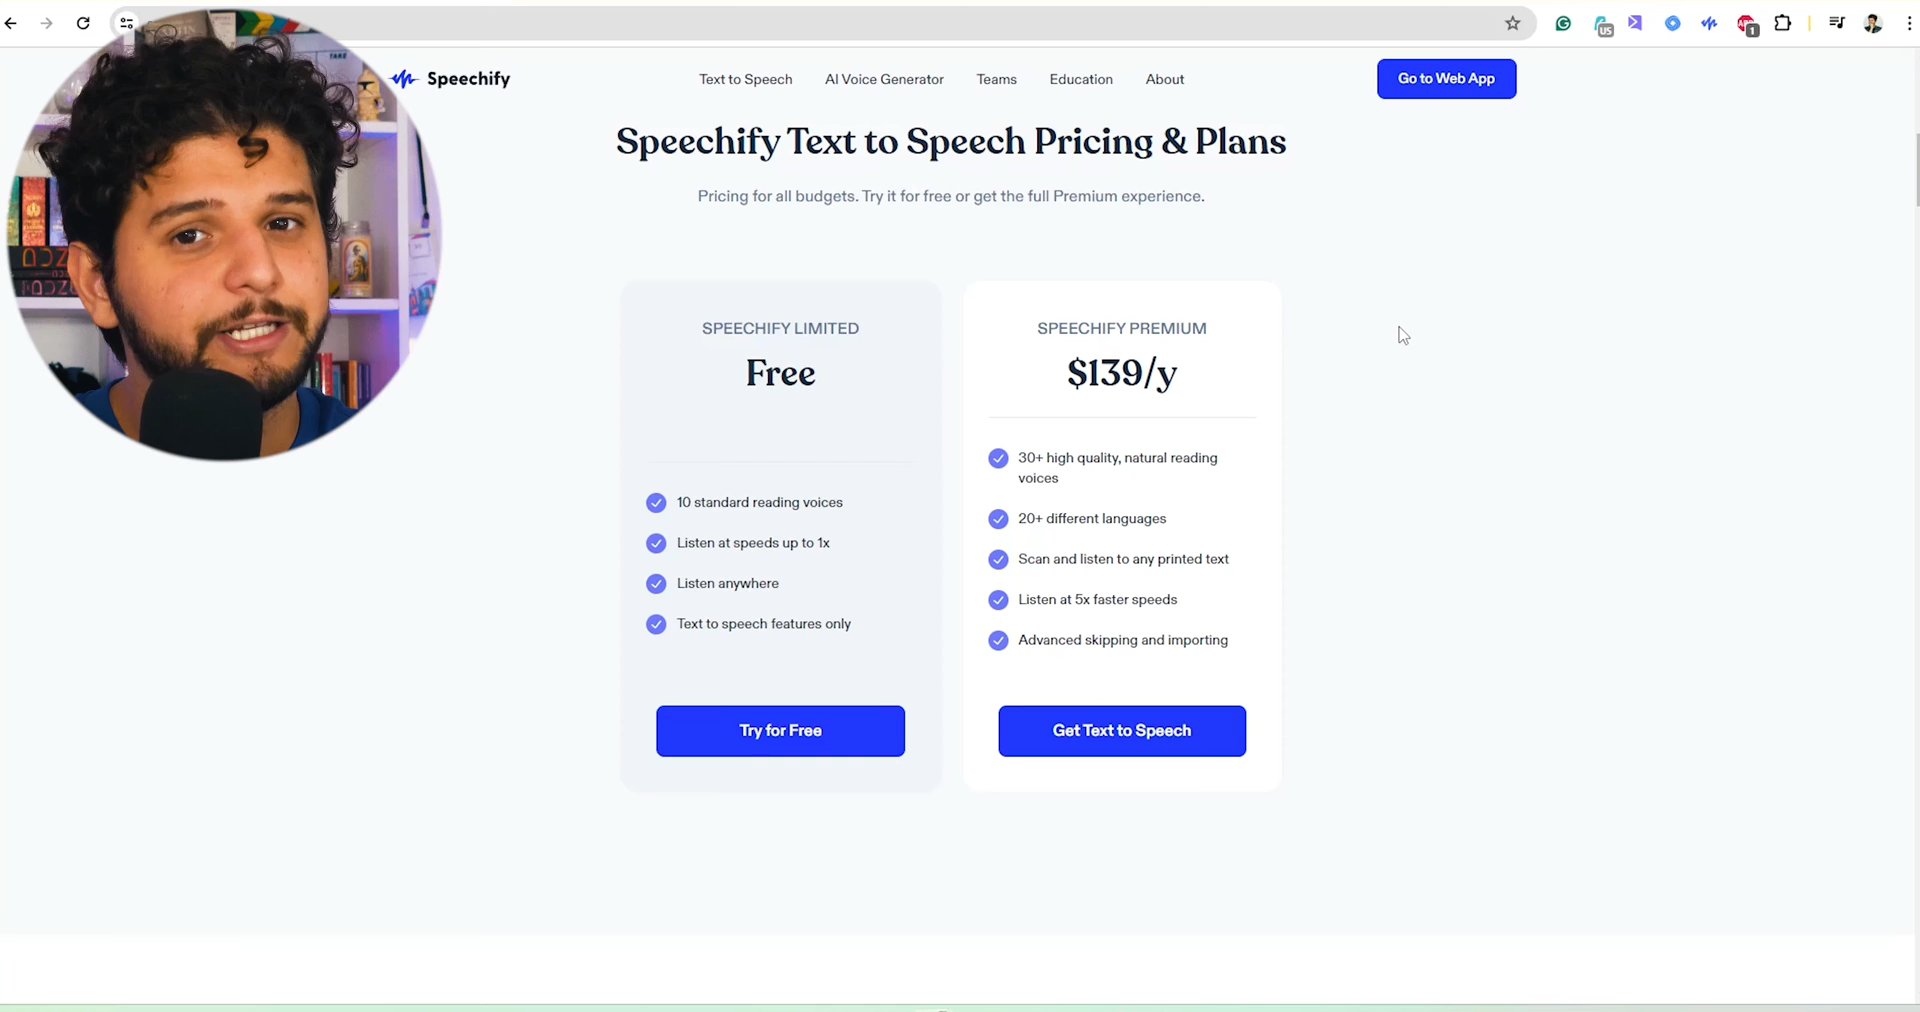 Speechify
Text to Speech
AI Voice Generator
Teams
Education
About
Go to Web App
Speechify Text to Speech Pricing & Plans
Pricing for all budgets. Try it for free or get the full Premium experience.
SPEECHIFY LIMITED
Free
10 standard reading voices
Listen at speeds up to 1x
Listen anywhere
Text to speech features only
Try for Free
SPEECHIFY PREMIUM
$139/y
30+ high quality, natural reading
voices
20+ different languages
Scan and listen to any printed text
Listen at 5x faster speeds
Advanced skipping and importing
Get Text to Speech
US
1